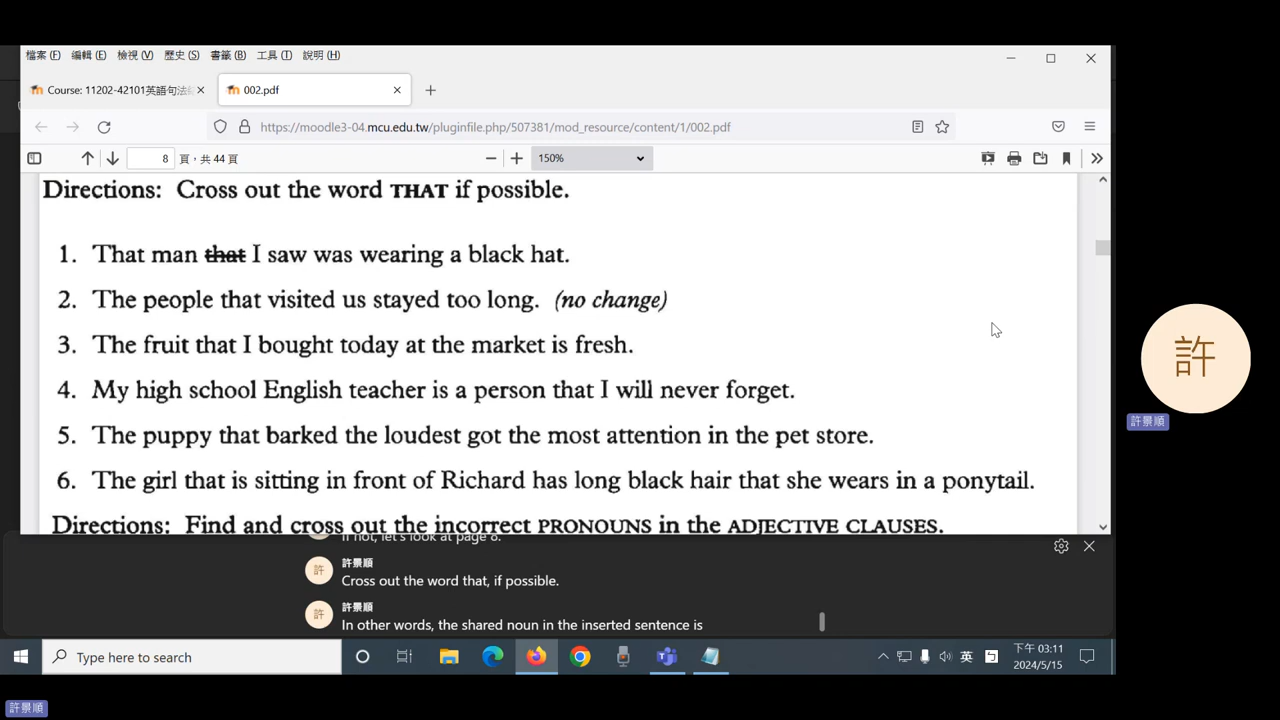 檔案(F) 編輯(E) 檢視(V) 歷史(S) 書籤(B) 工具(T) 說明(H)
Course: 11202-42101英語句法 002.pdf
https://moodle3-04.mcu.edu.tw/pluginfile.php/507381/mod_resource/content/1/002.pdf
8 頁，共 44 頁 150%
Directions: Cross out the word THAT if possible.
1. That man that I saw was wearing a black hat.
2. The people that visited us stayed too long. (no change)
3. The fruit that I bought today at the market is fresh.
4. My high school English teacher is a person that I will never forget.
5. The puppy that barked the loudest got the most attention in the pet store.
6. The girl that is sitting in front of Richard has long black hair that she wears in a ponytail.
Directions: Find and cross out the incorrect PRONOUNS in the ADJECTIVE CLAUSES.
許
許景順
If not, let's look at page 8.
許 許景順
Cross out the word that, if possible.
許 許景順
In other words, the shared noun in the inserted sentence is
Type here to search
英
下午 03:11
2024/5/15
許景順